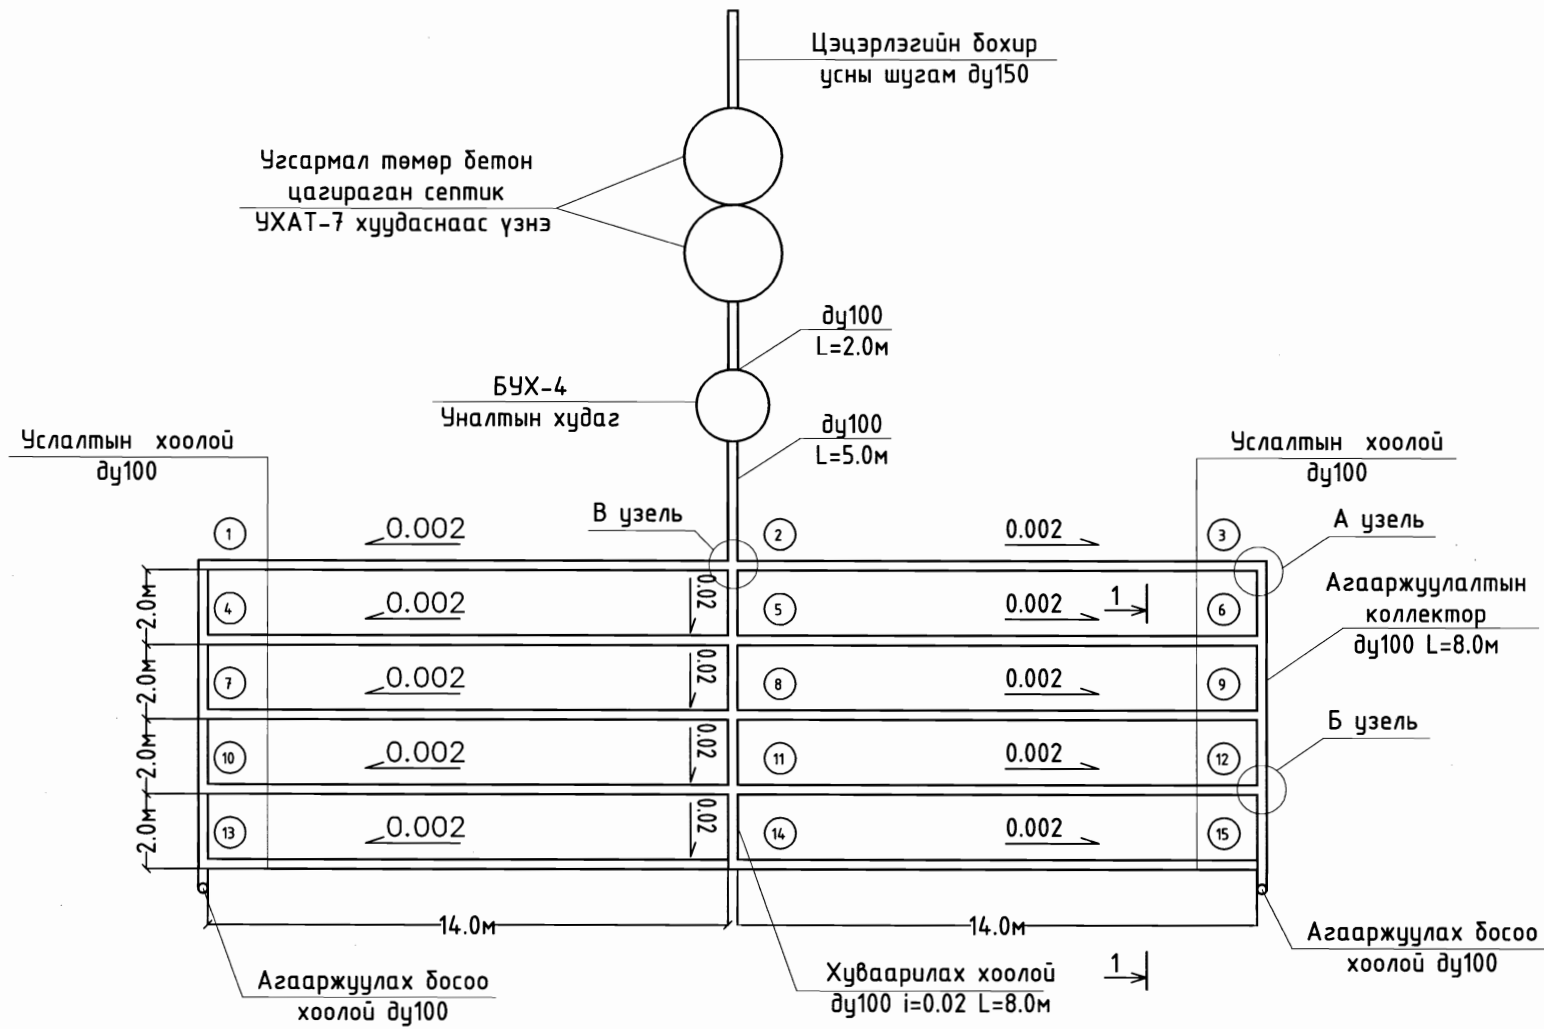 Цэцэрлэгийн бохир
усны шугам ду150
Угсармал төмөр бетон
цагираган септик
УХАТ-7 хуудаснаас үзнэ
ду100
L=2.0м
БУХ-4
Уналтын худаг
ду100
L=5.0м
Услалтын хоолой
ду100
Услалтын хоолой
ду100
В узель
А узель
1
0.002
2
0.002
3
Агааржуулалтын
коллектор
ду100 L=8.0м
2.0м
4
0.002
0.02
5
0.002
1
6
2.0м
7
0.002
0.02
8
0.002
9
Б узель
2.0м
10
0.002
0.02
11
0.002
12
2.0м
13
0.002
0.02
14
0.002
15
14.0м
14.0м
Агааржуулах босоо
хоолой ду100
Хуваарилах хоолой
ду100 i=0.02 L=8.0м
1
Агааржуулах босоо
хоолой ду100